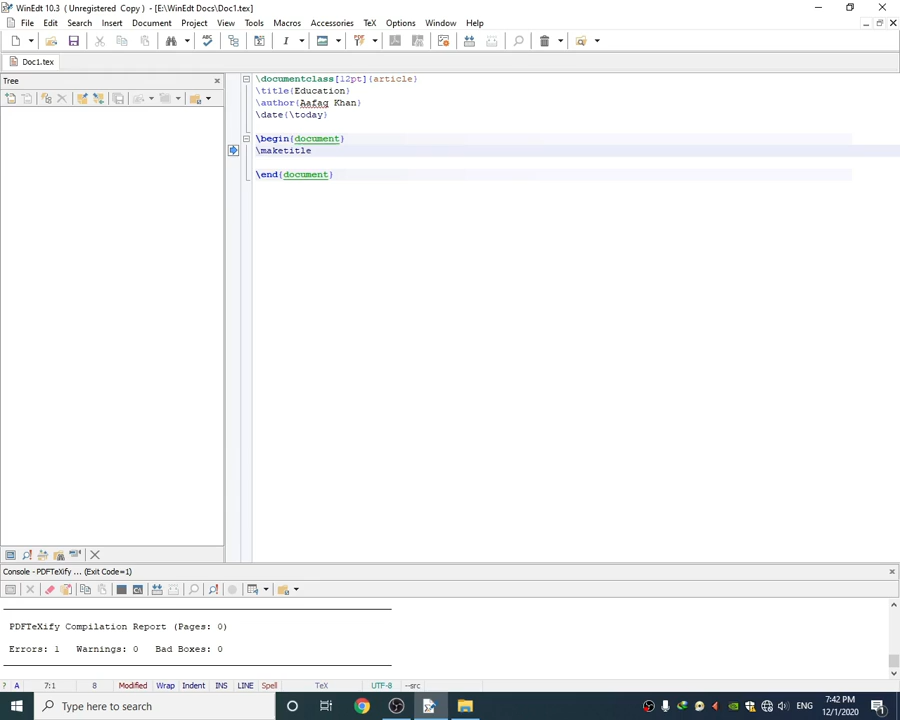 WinEdt 10.3 ( Unregistered Copy ) - [E:\WinEdt Docs\Doc1.tex]
File Edit Search Insert Document Project View Tools Macros Accessories TeX Options Window Help
Doc1.tex
Tree
\documentclass[12pt]{article}
\title{Education}
\author{Aafaq Khan}
\date{\today}
\begin{document}
\maketitle
\end{document}
Console - PDFTeXify ... (Exit Code=1)
PDFTeXify Compilation Report (Pages: 0)
Errors: 1 Warnings: 0 Bad Boxes: 0
? A 7:1 8 Modified Wrap Indent INS LINE Spell TeX UTF-8 --src
Type here to search
ENG
7:42 PM
12/1/2020